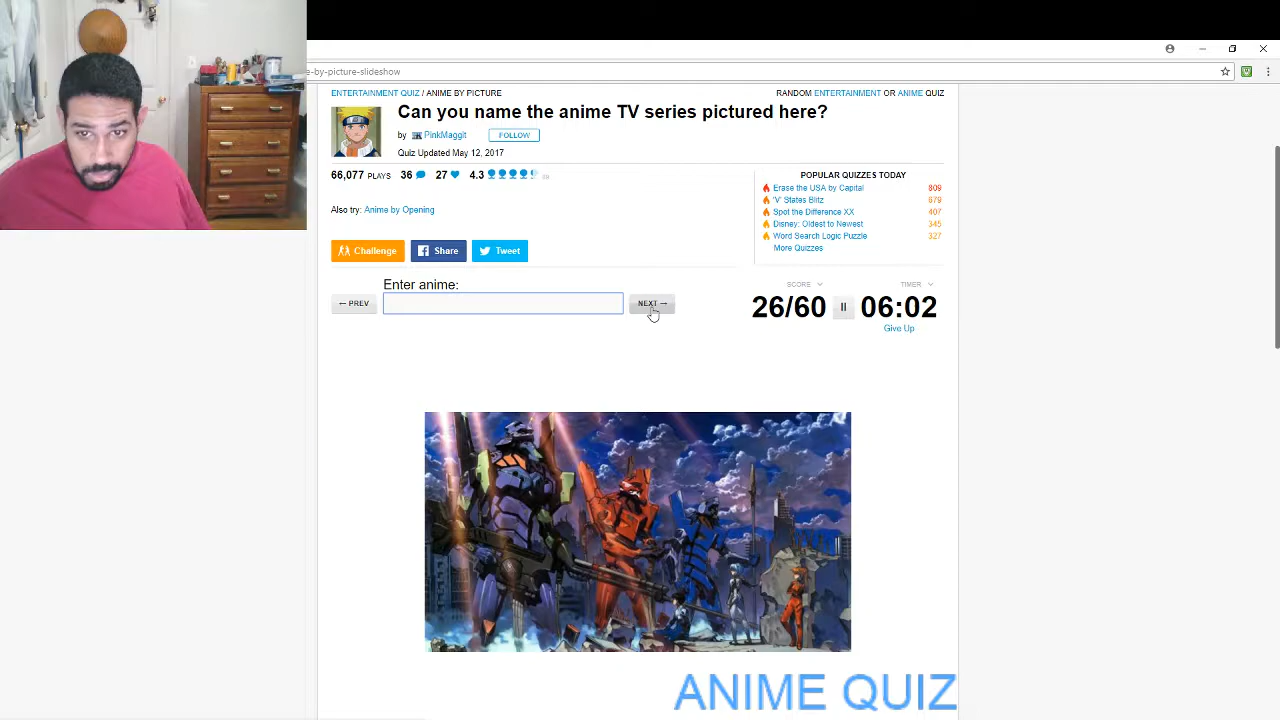 e-by-picture-slideshow
ENTERTAINMENT QUIZ / ANIME BY PICTURE
RANDOM ENTERTAINMENT OR ANIME QUIZ
Can you name the anime TV series pictured here?
by PinkMaggit FOLLOW
Quiz Updated May 12, 2017
66,077 PLAYS 36 27 4.3
Also try: Anime by Opening
POPULAR QUIZZES TODAY
Erase the USA by Capital 809
'V' States Blitz 679
Spot the Difference XX 407
Disney: Oldest to Newest 345
Word Search Logic Puzzle 327
More Quizzes
Challenge Share Tweet
Enter anime:
← PREV NEXT →
SCORE TIMER
26/60 06:02
Give Up
ANIME QUIZ